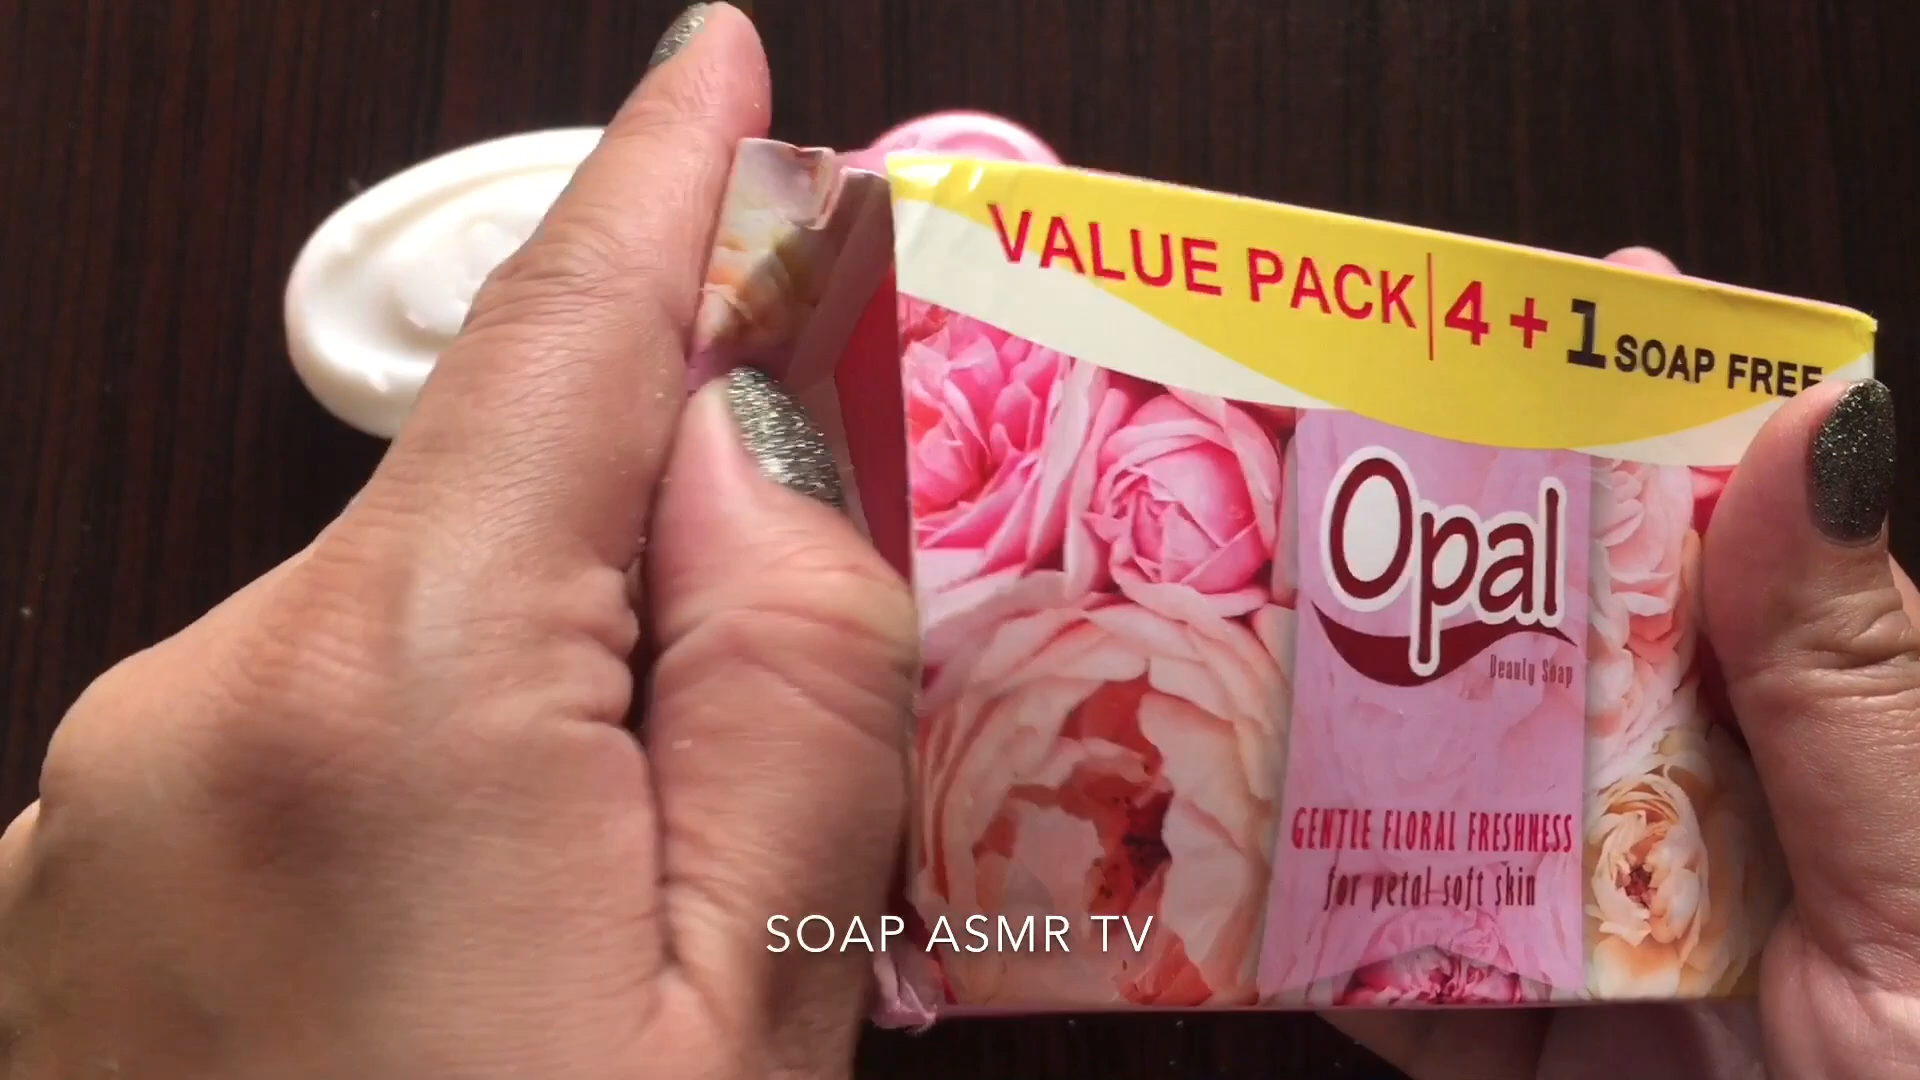 VALUE PACK 4 + 1 SOAP FREE
Opal
Beauty Soap
GENTLE FLORAL FRESHNESS
for petal soft skin
SOAP ASMR TV